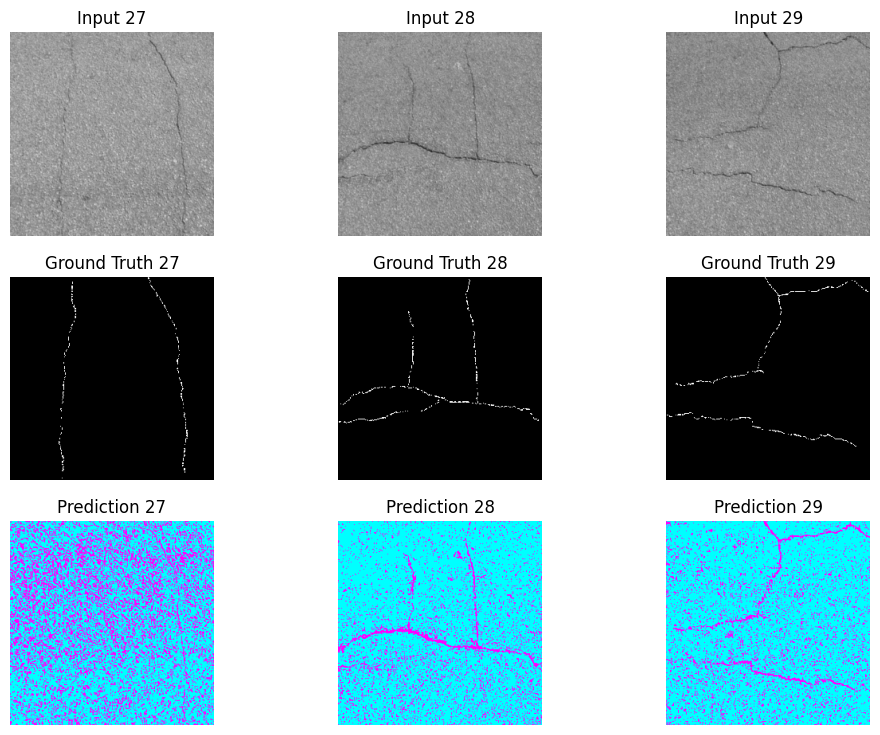 Input 27
Input 28
Input 29
Ground Truth 27
Ground Truth 28
Ground Truth 29
Prediction 27
Prediction 28
Prediction 29